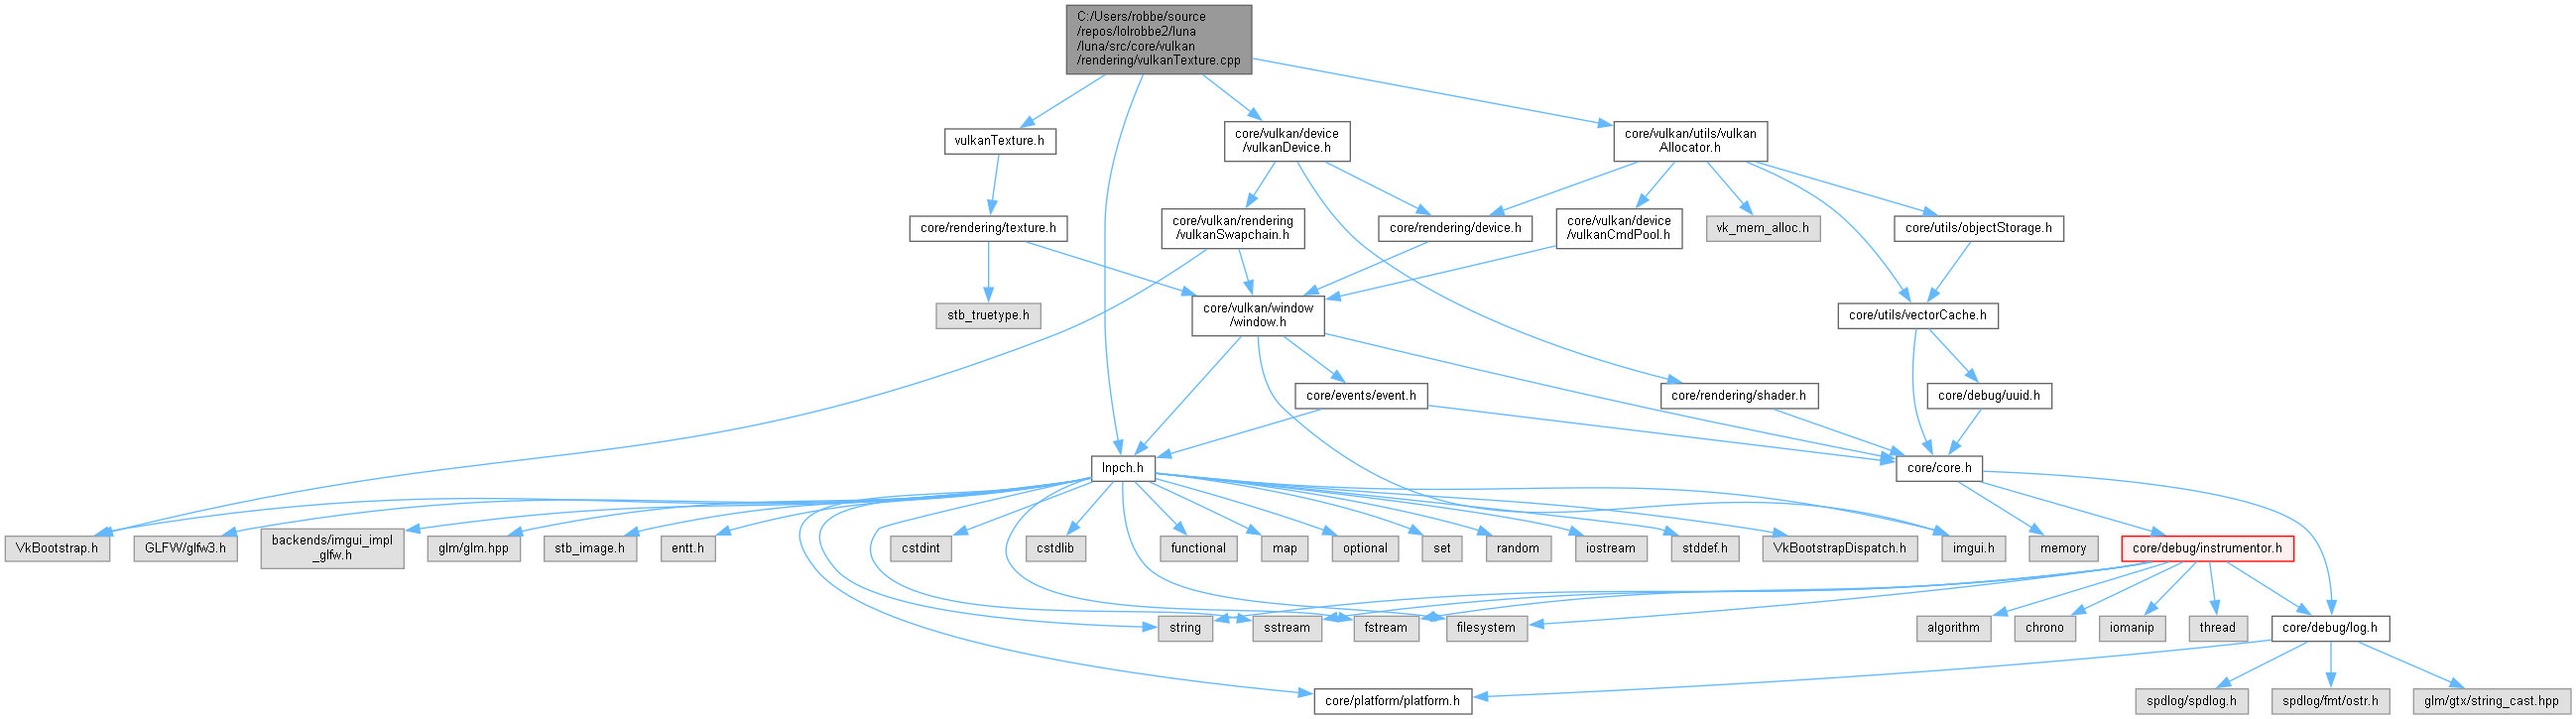 C:/Users/robbe/source
/repos/lolrobbe2/luna
/luna/src/core/vulkan
/rendering/vulkanTexture.cpp
vulkanTexture.h
core/vulkan/device
/vulkanDevice.h
core/vulkan/utils/vulkan
Allocator.h
core/rendering/texture.h
core/vulkan/rendering
/vulkanSwapchain.h
core/rendering/device.h
core/vulkan/device
/vulkanCmdPool.h
vk_mem_alloc.h
core/utils/objectStorage.h
stb_truetype.h
core/vulkan/window
/window.h
core/utils/vectorCache.h
core/events/event.h
core/rendering/shader.h
core/debug/uuid.h
lnpch.h
core/core.h
VkBootstrap.h
GLFW/glfw3.h
backends/imgui_impl
_glfw.h
glm/glm.hpp
stb_image.h
entt.h
cstdint
cstdlib
functional
map
optional
set
random
iostream
stddef.h
VkBootstrapDispatch.h
imgui.h
memory
core/debug/instrumentor.h
string
sstream
fstream
filesystem
algorithm
chrono
iomanip
thread
core/debug/log.h
core/platform/platform.h
spdlog/spdlog.h
spdlog/fmt/ostr.h
glm/gtx/string_cast.hpp